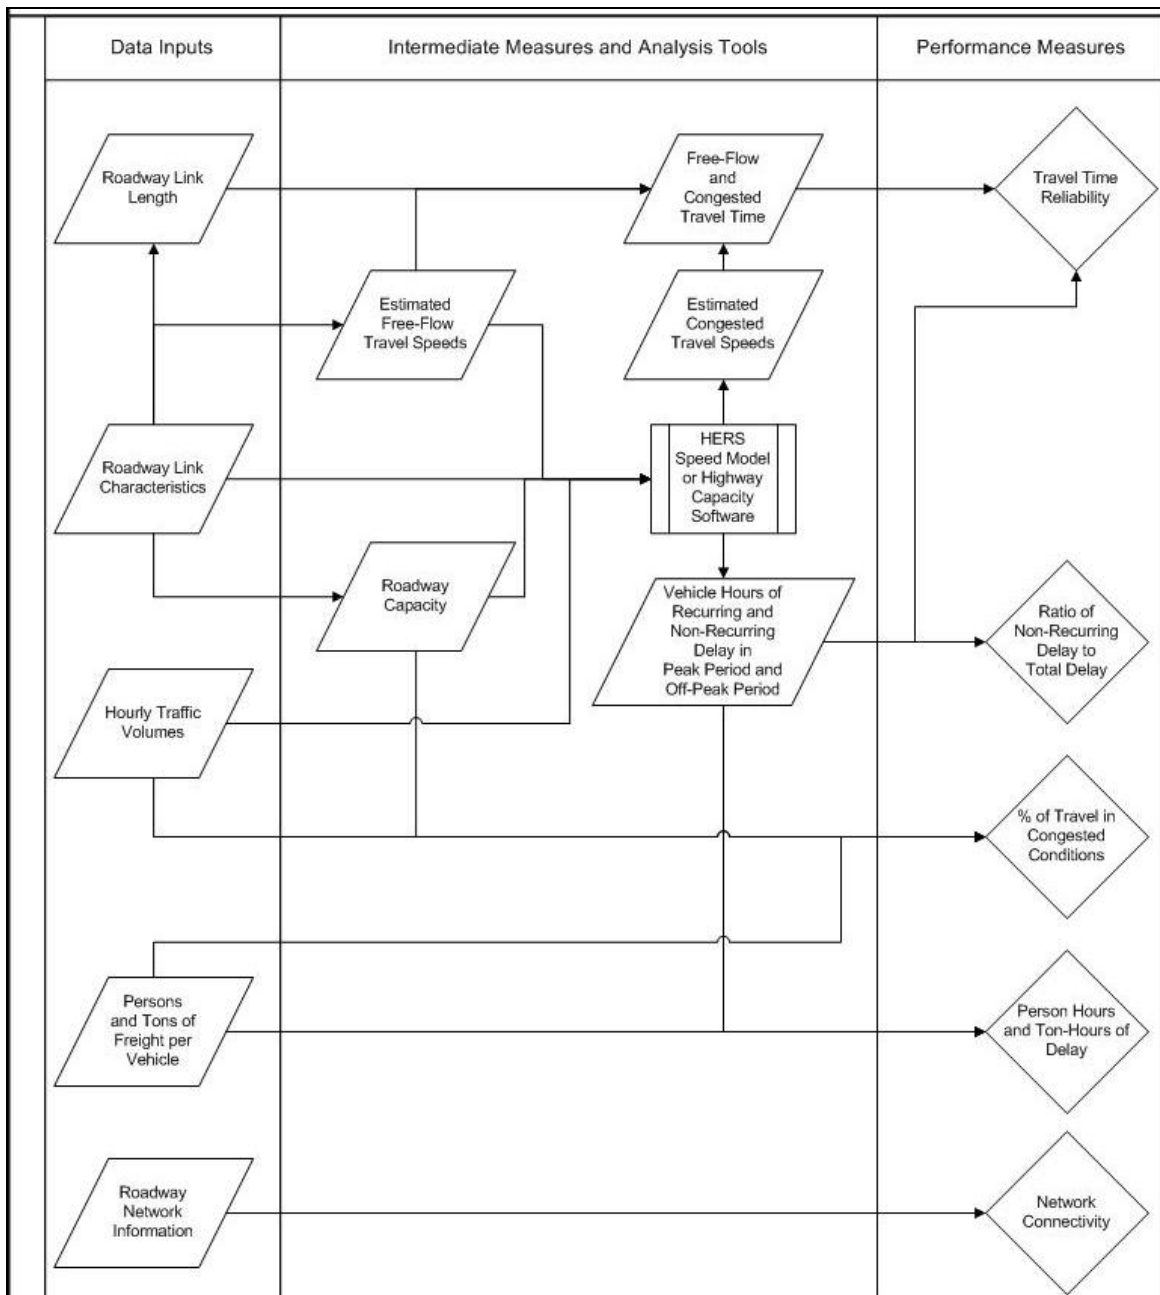 Data Inputs
Intermediate Measures and Analysis Tools
Performance Measures
Roadway Link
Length
Free-Flow
and
Congested
Travel Time
Travel Time
Reliability
Estimated
Free-Flow
Travel Speeds
Estimated
Congested
Travel Speeds
Roadway Link
Characteristics
HERS
Speed Model
or Highway
Capacity
Software
Roadway
Capacity
Vehicle Hours of
Recurring and
Non-Recurring
Delay in
Peak Period and
Off-Peak Period
Ratio of
Non-Recurring
Delay to
Total Delay
Hourly Traffic
Volumes
% of Travel in
Congested
Conditions
Persons
and Tons of
Freight per
Vehicle
Person Hours
and Ton-Hours of
Delay
Roadway
Network
Information
Network
Connectivity